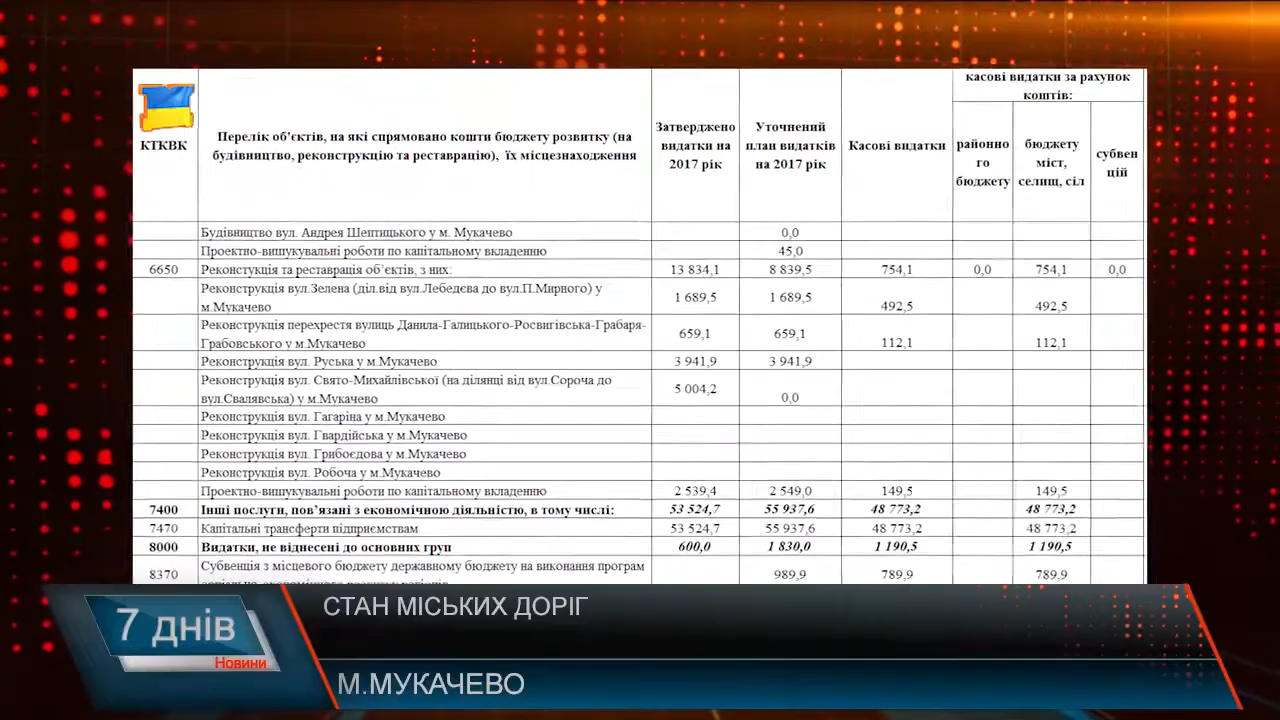 касові видатки за рахунок
коштів:
КТКВК
Перелік об'єктів, на які спрямовано кошти бюджету розвитку (на
будівництво, реконструкцію та реставрацію), їх місцезнаходження
Затверджено
видатки на
2017 рік
Уточнений
план видатків
на 2017 рік
Касові видатки
районно
го
бюджету
бюджету
міст,
селищ, сіл
субвен
цій
Будівництво вул. Андрея Шептицького у м. Мукачево 0,0
Проектно-вишукувальні роботи по капітальному вкладенню 45,0
6650 Реконстукція та реставрація об'єктів, з них: 13 834,1 8 839,5 754,1 0,0 754,1 0,0
Реконструкція вул.Зелена (діл.від вул.Лебедєва до вул.П.Мирного) у
м.Мукачево 1 689,5 1 689,5 492,5 492,5
Реконструкція перехрестя вулиць Данила-Галицького-Росвигівська-Грабаря-
Грабовського у м.Мукачево 659,1 659,1 112,1 112,1
Реконструкція вул. Руська у м.Мукачево 3 941,9 3 941,9
Реконструкція вул. Свято-Михайлівської (на ділянці від вул.Сороча до
вул.Свалявська) у м.Мукачево 5 004,2 0,0
Реконструкція вул. Гагаріна у м.Мукачево
Реконструкція вул. Гвардійська у м.Мукачево
Реконструкція вул. Грибоєдова у м.Мукачево
Реконструкція вул. Робоча у м.Мукачево
Проектно-вишукувальні роботи по капітальному вкладенню 2 539,4 2 549,0 149,5 149,5
7400 Інші послуги, пов'язані з економічною діяльністю, в тому числі: 53 524,7 55 937,6 48 773,2 48 773,2
7470 Капітальні трансферти підприємствам 53 524,7 55 937,6 48 773,2 48 773,2
8000 Видатки, не віднесені до основних груп 600,0 1 830,0 1 190,5 1 190,5
8370 Субвенція з місцевого бюджету державному бюджету на виконання програм 989,9 789,9 789,9
7 днів
Новини
СТАН МІСЬКИХ ДОРІГ
М.МУКАЧЕВО